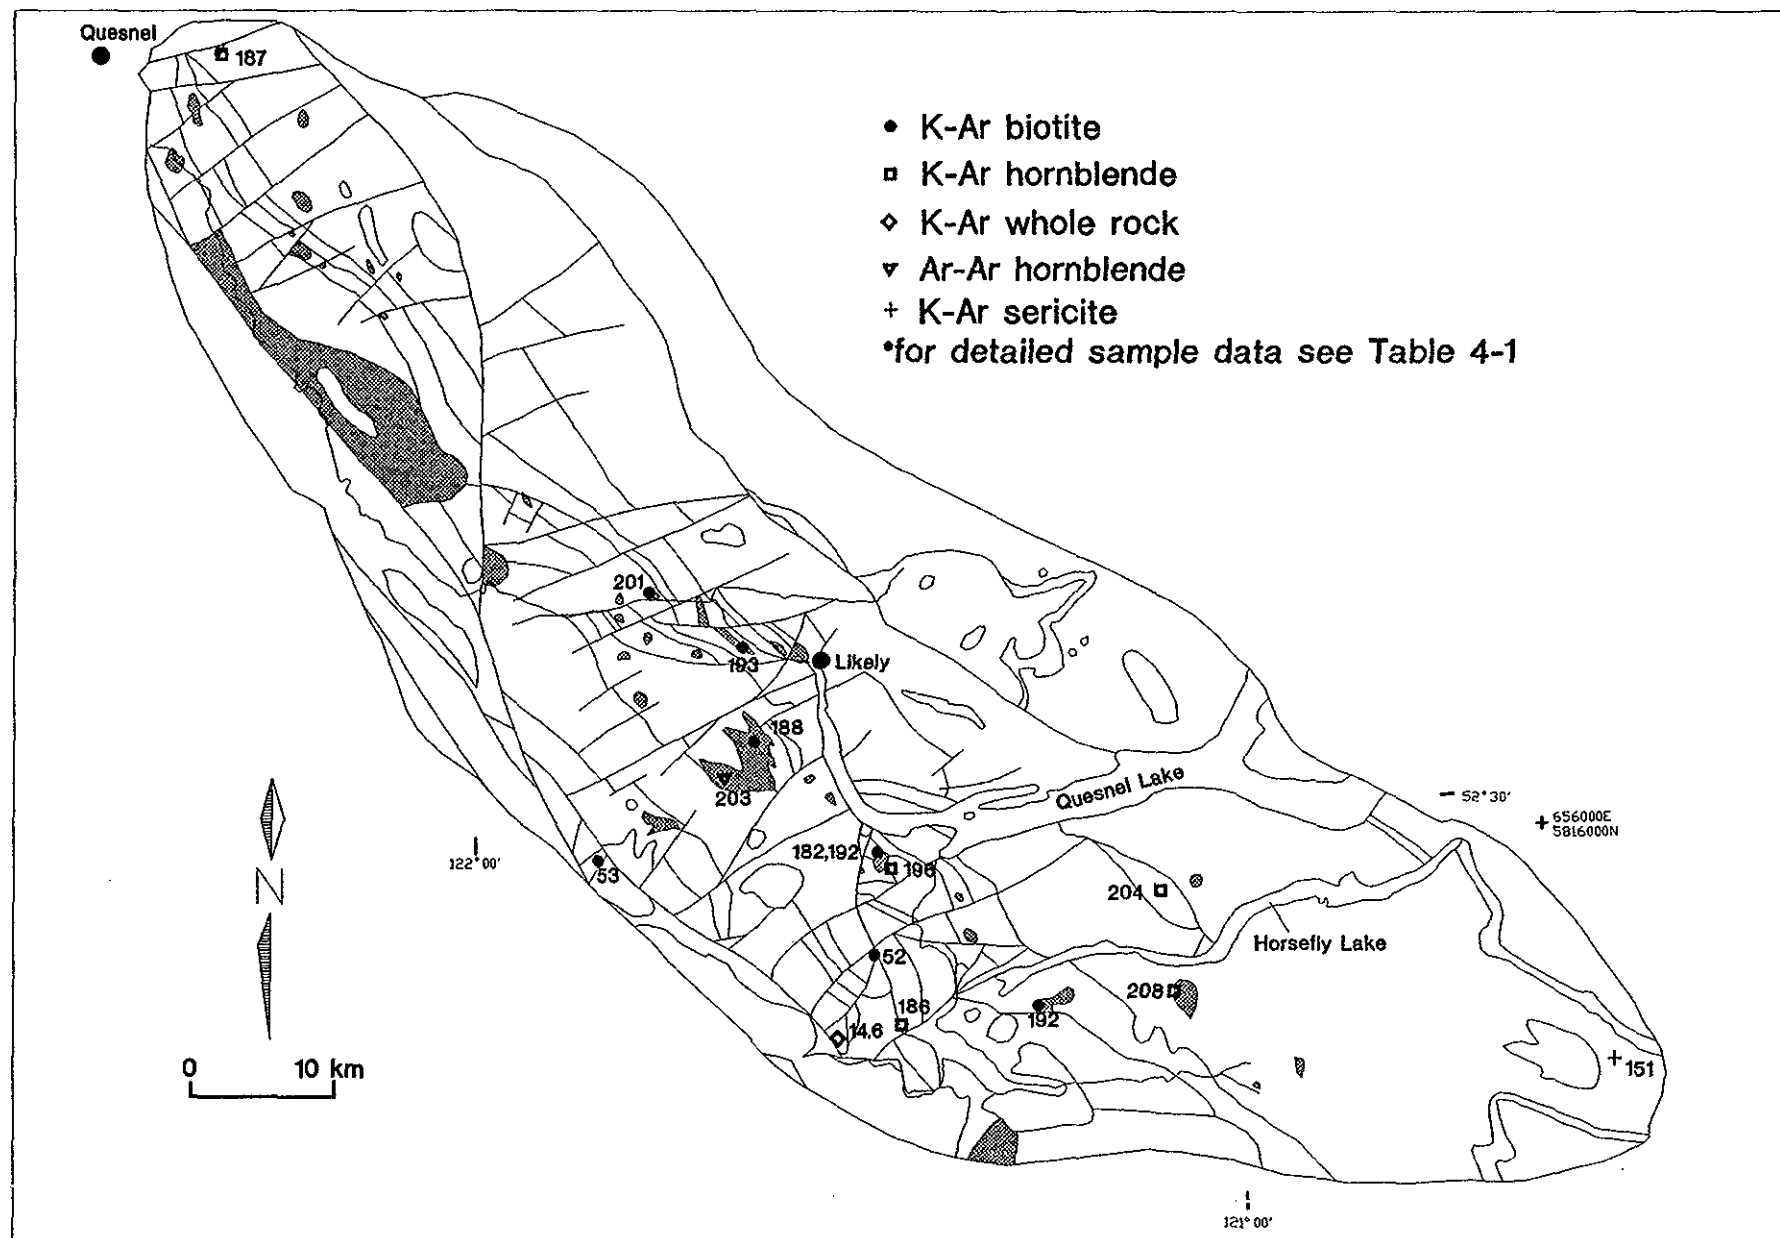 Quesnel
187
K-Ar biotite
K-Ar hornblende
K-Ar whole rock
Ar-Ar hornblende
K-Ar sericite
•for detailed sample data see Table 4-1
201
193
Likely
188
203
Quesnel Lake
52°30'
656000E
5816000N
122°00'
53
182,192
196
204
N
52
Horsefly Lake
208
186
192
14.6
0 10 km
151
121°00'